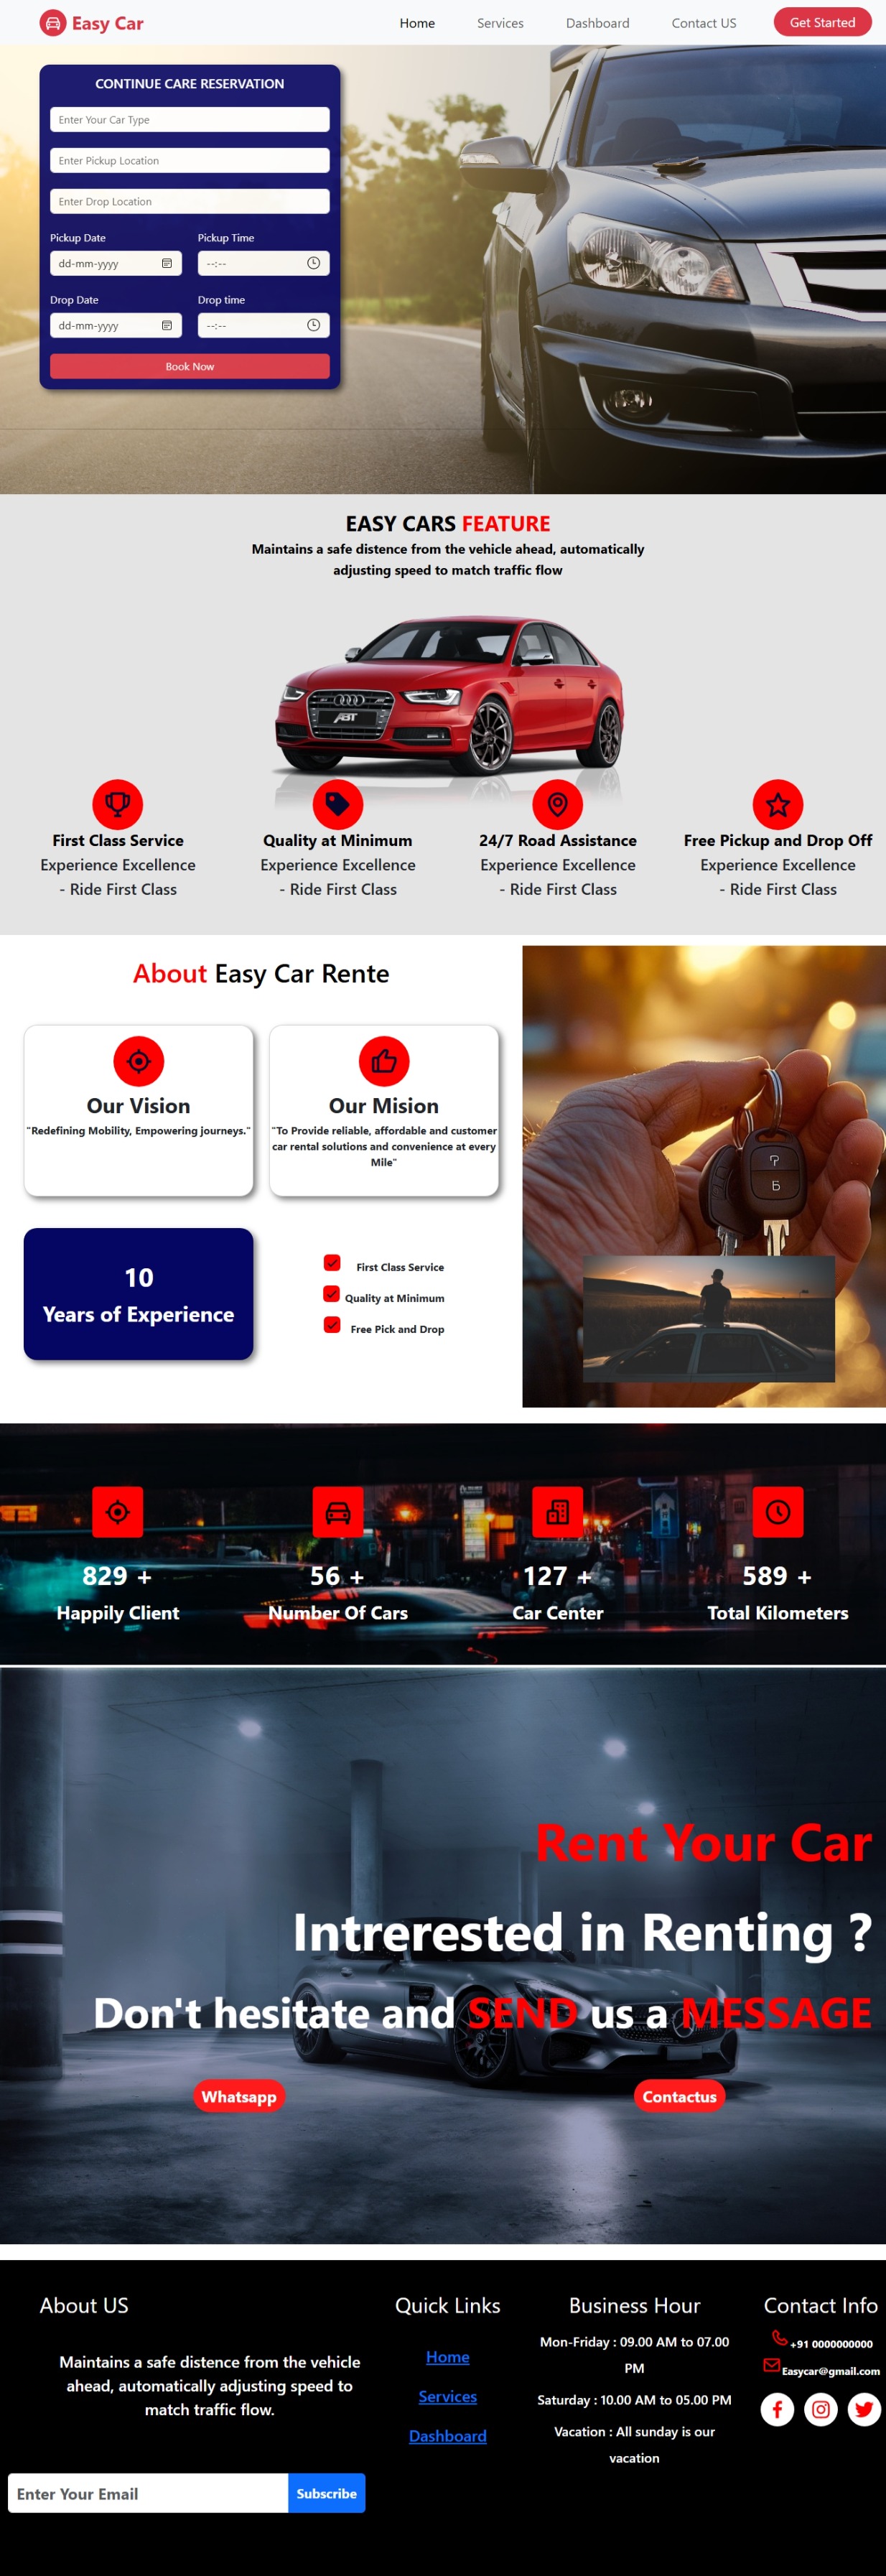 Easy Car
Home
Services
Dashboard
Contact US
Get Started
CONTINUE CARE RESERVATION
Enter Your Car Type
Enter Pickup Location
Enter Drop Location
Pickup Date
Pickup Time
dd-mm-yyyy
--:--
Drop Date
Drop time
dd-mm-yyyy
--:--
Book Now
EASY CARS FEATURE
Maintains a safe distence from the vehicle ahead, automatically
adjusting speed to match traffic flow
ABT
First Class Service
Experience Excellence
- Ride First Class
Quality at Minimum
Experience Excellence
- Ride First Class
24/7 Road Assistance
Experience Excellence
- Ride First Class
Free Pickup and Drop Off
Experience Excellence
- Ride First Class
About Easy Car Rente
Our Vision
"Redefining Mobility, Empowering journeys."
Our Mision
"To Provide reliable, affordable and customer
car rental solutions and convenience at every
Mile"
10
Years of Experience
First Class Service
Quality at Minimum
Free Pick and Drop
829 +
Happily Client
56 +
Number Of Cars
127 +
Car Center
589 +
Total Kilometers
Rent Your Car
Intrerested in Renting ?
Don't hesitate and SEND us a MESSAGE
Whatsapp
Contactus
About US
Maintains a safe distence from the vehicle
ahead, automatically adjusting speed to
match traffic flow.
Enter Your Email
Subscribe
Quick Links
Home
Services
Dashboard
Business Hour
Mon-Friday : 09.00 AM to 07.00
PM
Saturday : 10.00 AM to 05.00 PM
Vacation : All sunday is our
vacation
Contact Info
+91 0000000000
Easycar@gmail.com